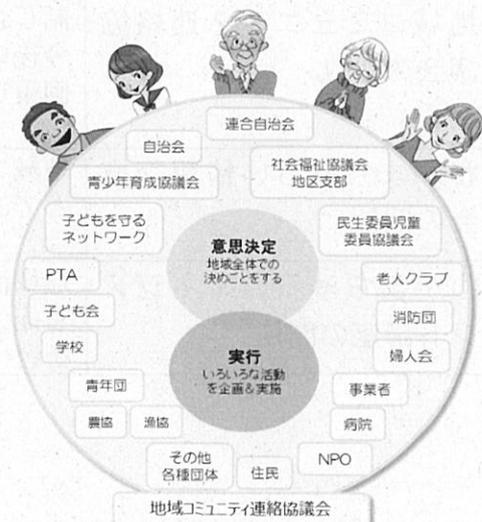 連合自治会
自治会
社会福祉協議会
地区支部
青少年育成協議会
子どもを守る
ネットワーク
民生委員児童
委員協議会
意思決定
地域全体での
決めごとをする
PTA
老人クラブ
子ども会
消防団
学校
婦人会
実行
いろいろな活動
を企画&実施
青年団
事業者
農協
漁協
病院
その他
各種団体
住民
NPO
地域コミュニティ連絡協議会